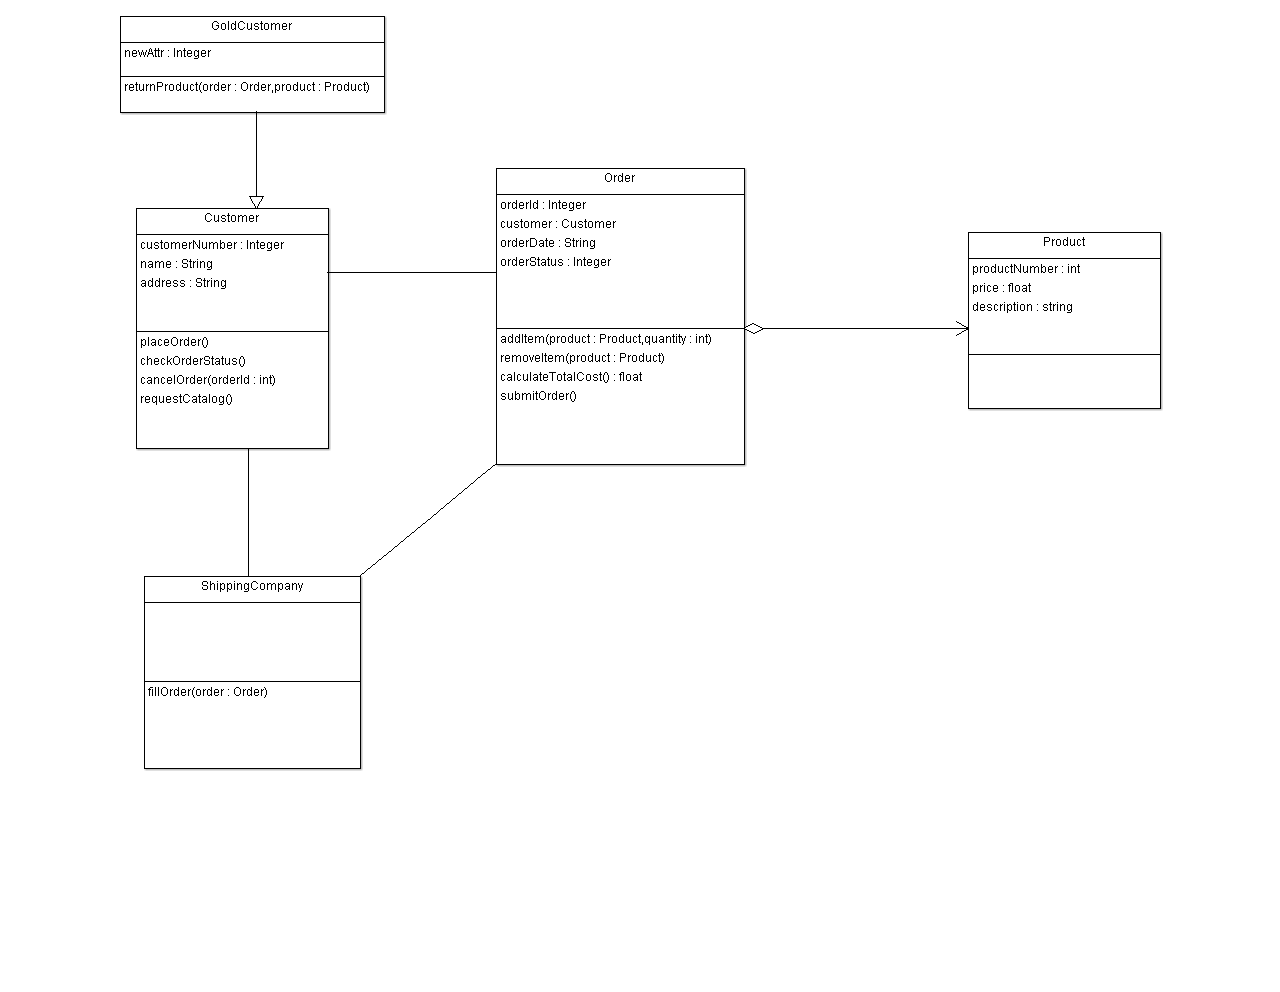 GoldCustomer
newAttr : Integer
returnProduct(order : Order,product : Product)
Customer
customerNumber : Integer
name : String
address : String
placeOrder()
checkOrderStatus()
cancelOrder(orderId : int)
requestCatalog()
Order
orderId : Integer
customer : Customer
orderDate : String
orderStatus : Integer
addItem(product : Product,quantity : int)
removeItem(product : Product)
calculateTotalCost() : float
submitOrder()
Product
productNumber : int
price : float
description : string
ShippingCompany
fillOrder(order : Order)